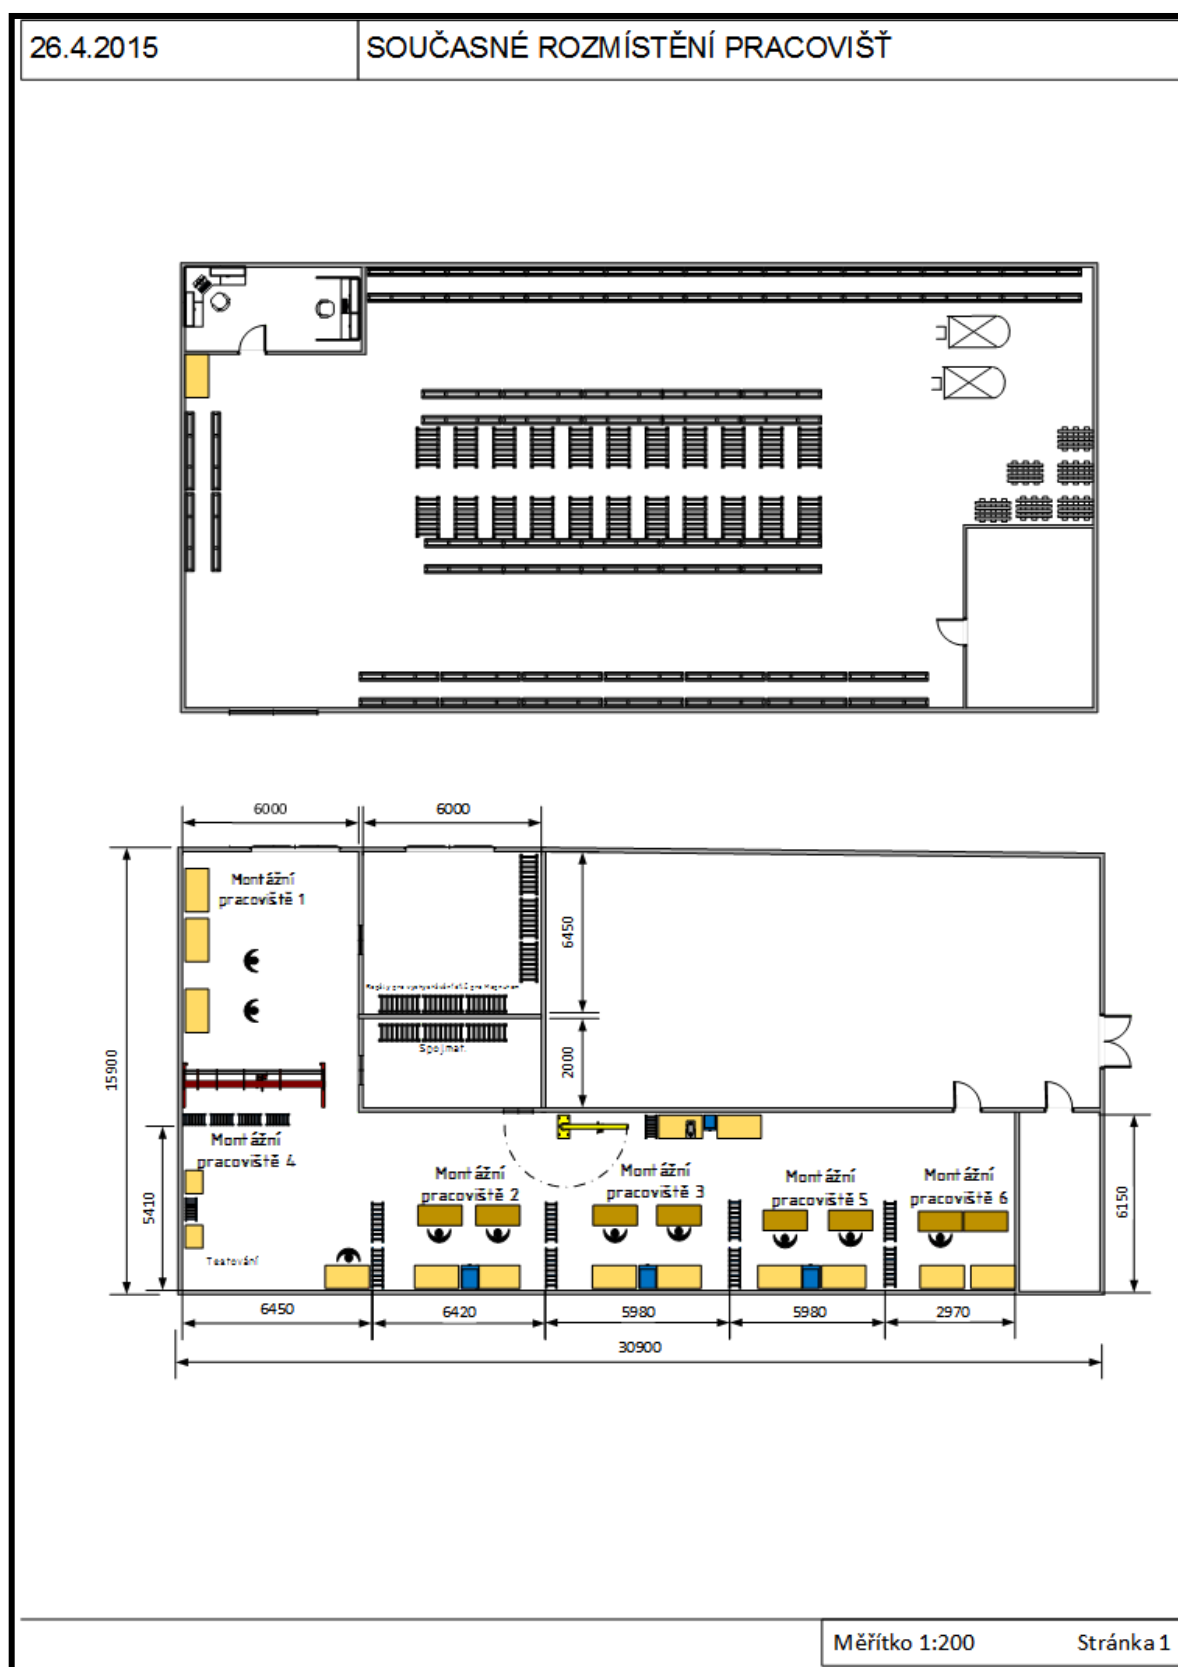 26.4.2015
SOUČASNÉ ROZMÍSTĚNÍ PRACOVIŠŤ
6000
6000
Montážní
pracoviště 1
6450
15900
Spoj.mat.
2000
Montážní
pracoviště 4
Montážní
pracoviště 2
Montážní
pracoviště 3
Montážní
pracoviště 5
Montážní
pracoviště 6
5410
6150
Testování
6450
6420
5980
5980
2970
30900
Měřítko 1:200
Stránka 1